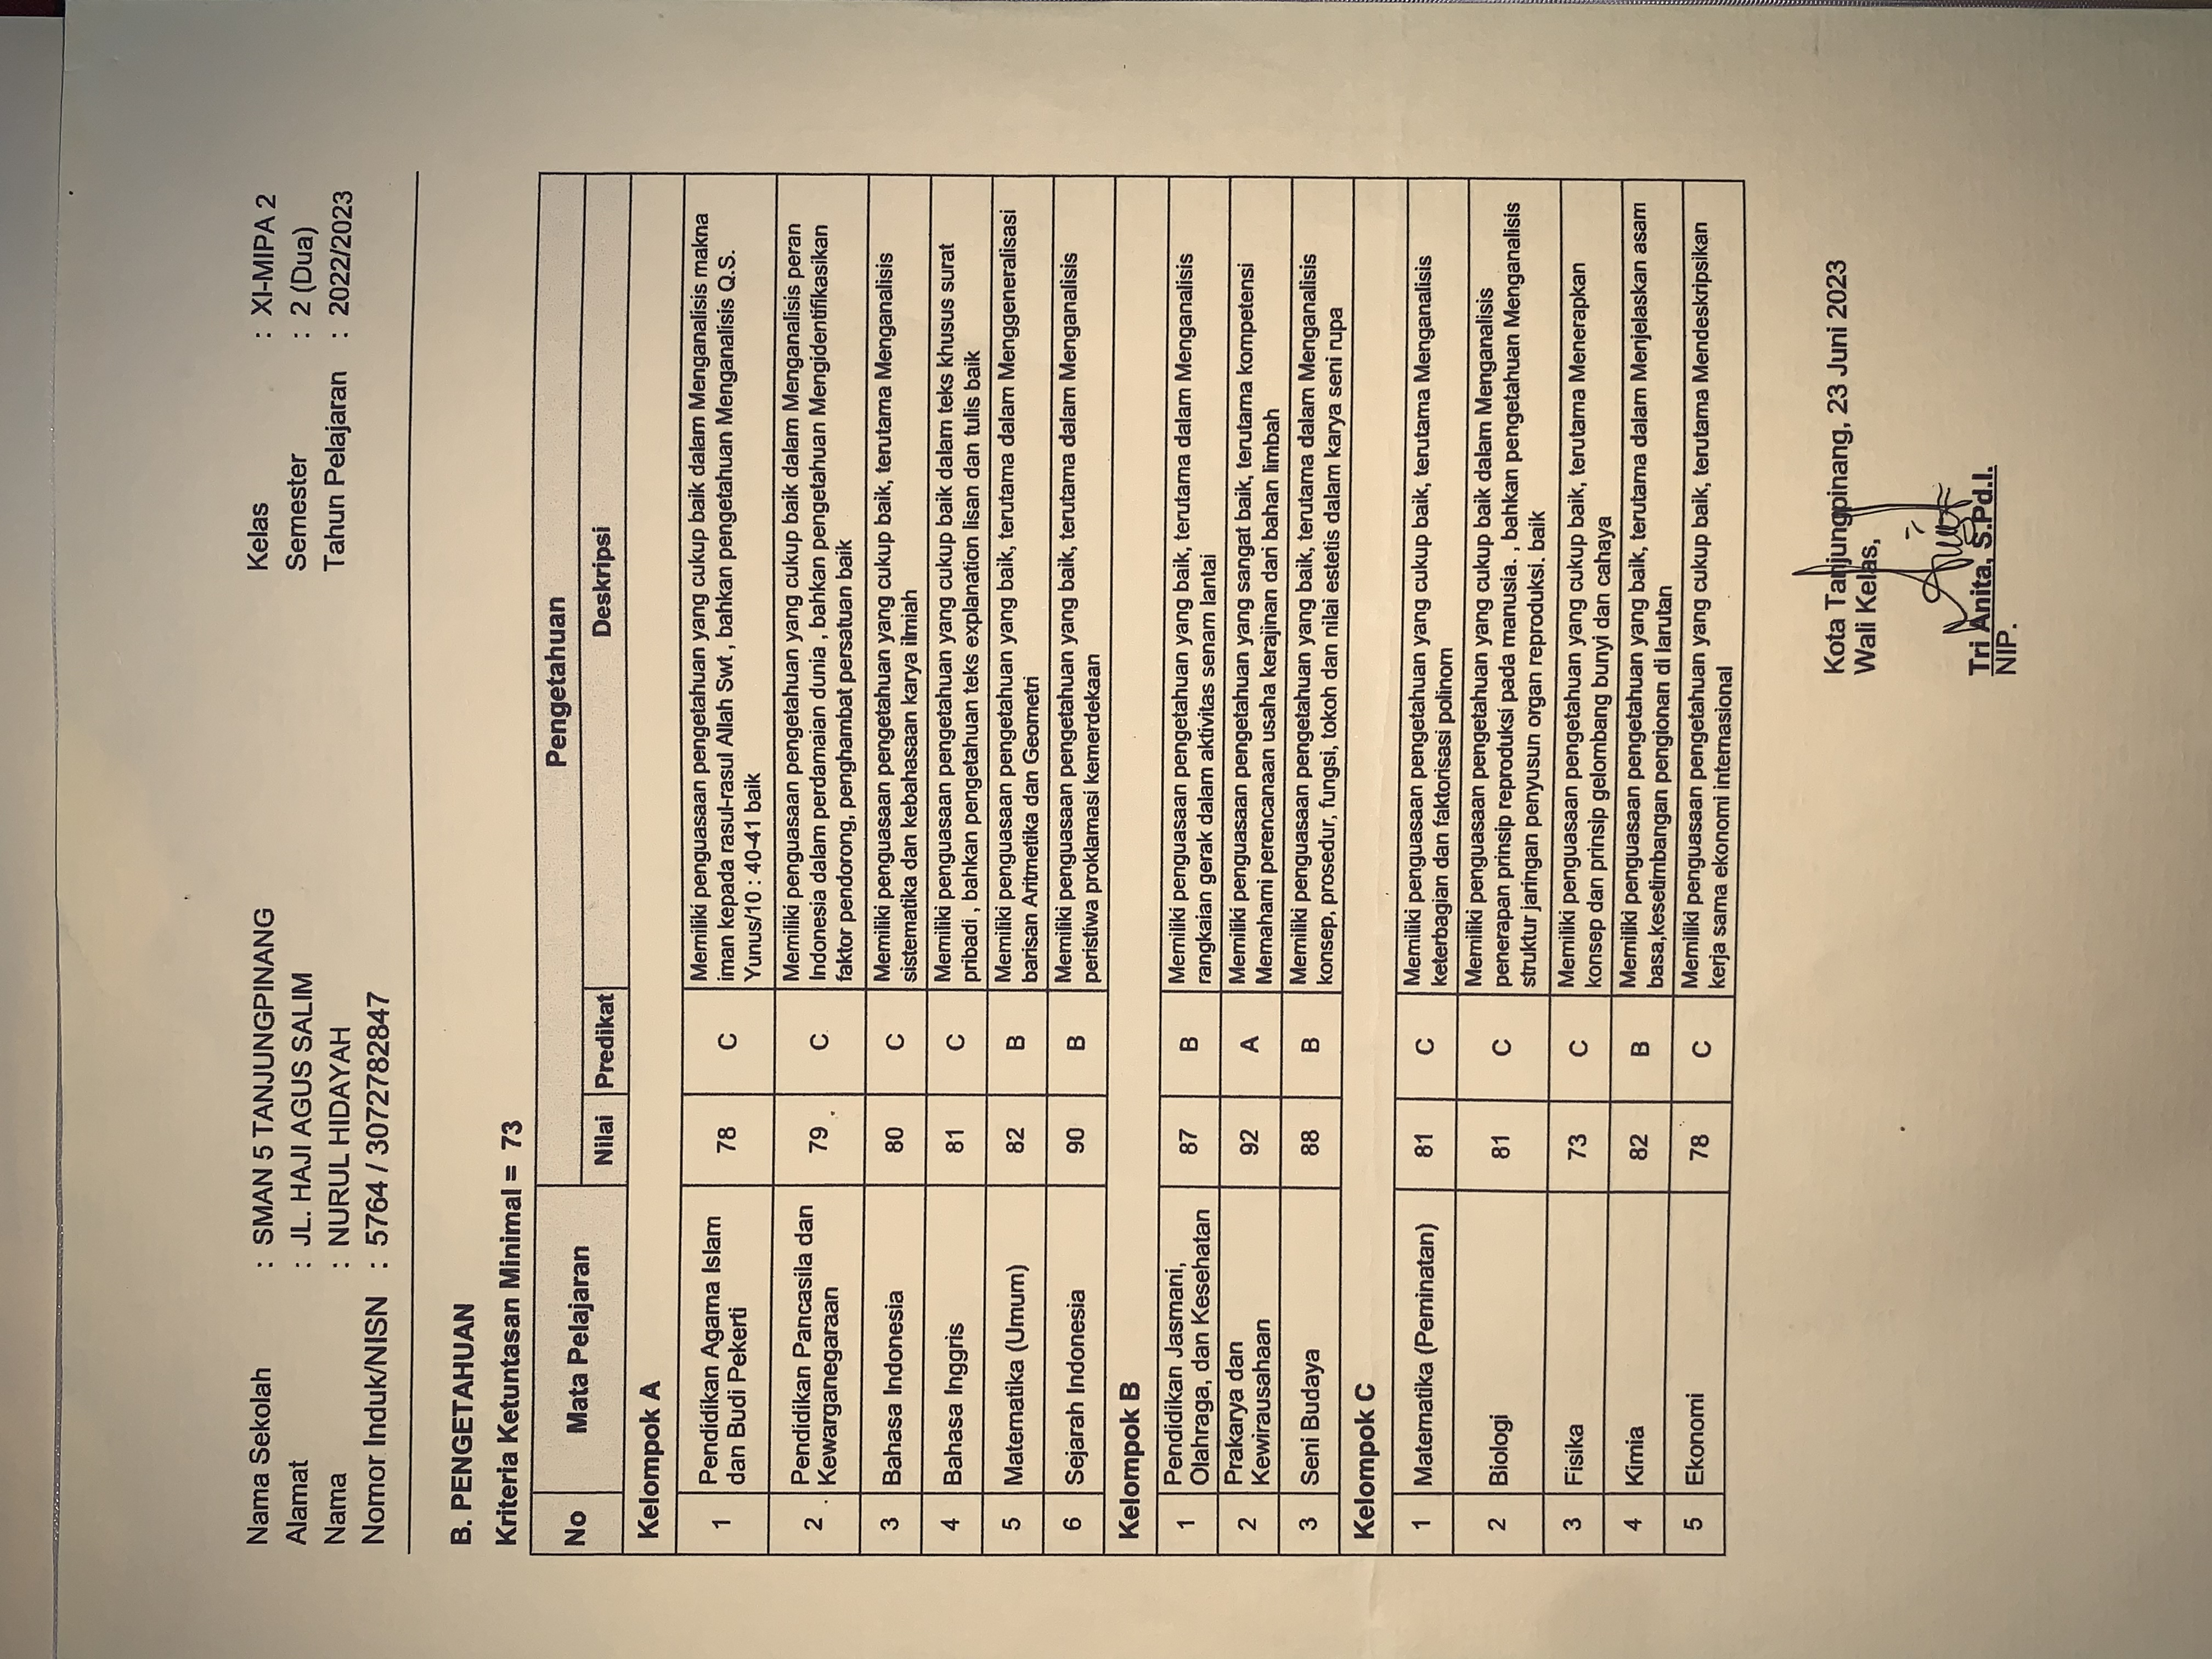 Nama Sekolah : SMAN 5 TANJUNGPINANG Kelas : XI-MIPA 2
Alamat : JL. HAJI AGUS SALIM Semester : 2 (Dua)
Nama : NURUL HIDAYAH Tahun Pelajaran : 2022/2023
Nomor Induk/NISN : 5764 / 3072782847
B. PENGETAHUAN
Kriteria Ketuntasan Minimal = 73
No Mata Pelajaran Pengetahuan
Nilai Predikat Deskripsi
Kelompok A
1 Pendidikan Agama Islam dan Budi Pekerti 78 C Memiliki penguasaan pengetahuan yang cukup baik dalam Menganalisis makna
iman kepada rasul-rasul Allah Swt , bahkan pengetahuan Menganalisis Q.S.
Yunus/10 : 40-41 baik
2 Pendidikan Pancasila dan Kewarganegaraan 79 C Memiliki penguasaan pengetahuan yang cukup baik dalam Menganalisis peran
Indonesia dalam perdamaian dunia , bahkan pengetahuan Mengidentifikasikan
faktor pendorong, penghambat persatuan baik
3 Bahasa Indonesia 80 C Memiliki penguasaan pengetahuan yang cukup baik, terutama Menganalisis
sistematika dan kebahasaan karya ilmiah
4 Bahasa Inggris 81 C Memiliki penguasaan pengetahuan yang cukup baik dalam teks khusus surat
pribadi , bahkan pengetahuan teks explanation lisan dan tulis baik
5 Matematika (Umum) 82 B Memiliki penguasaan pengetahuan yang baik, terutama dalam Menggeneralisasi
barisan Aritmetika dan Geometri
6 Sejarah Indonesia 90 B Memiliki penguasaan pengetahuan yang baik, terutama dalam Menganalisis
peristiwa proklamasi kemerdekaan
Kelompok B
1 Pendidikan Jasmani, Olahraga, dan Kesehatan 87 B Memiliki penguasaan pengetahuan yang baik, terutama dalam Menganalisis
rangkaian gerak dalam aktivitas senam lantai
2 Prakarya dan Kewirausahaan 92 A Memiliki penguasaan pengetahuan yang sangat baik, terutama kompetensi
Memahami perencanaan usaha kerajinan dari bahan limbah
3 Seni Budaya 88 B Memiliki penguasaan pengetahuan yang baik, terutama dalam Menganalisis
konsep, prosedur, fungsi, tokoh dan nilai estetis dalam karya seni rupa
Kelompok C
1 Matematika (Peminatan) 81 C Memiliki penguasaan pengetahuan yang cukup baik, terutama Menganalisis
keterbagian dan faktorisasi polinom
2 Biologi 81 C Memiliki penguasaan pengetahuan yang cukup baik dalam Menganalisis
penerapan prinsip reproduksi pada manusia. , bahkan pengetahuan Menganalisis
struktur jaringan penyusun organ reproduksi. baik
3 Fisika 73 C Memiliki penguasaan pengetahuan yang cukup baik, terutama Menerapkan
konsep dan prinsip gelombang bunyi dan cahaya
4 Kimia 82 B Memiliki penguasaan pengetahuan yang baik, terutama dalam Menjelaskan asam
basa,kesetimbangan pengionan di larutan
5 Ekonomi 78 C Memiliki penguasaan pengetahuan yang cukup baik, terutama Mendeskripsikan
kerja sama ekonomi internasional
Kota Tanjungpinang, 23 Juni 2023
Wali Kelas,
Tri Anita, S.Pd.I.
NIP.